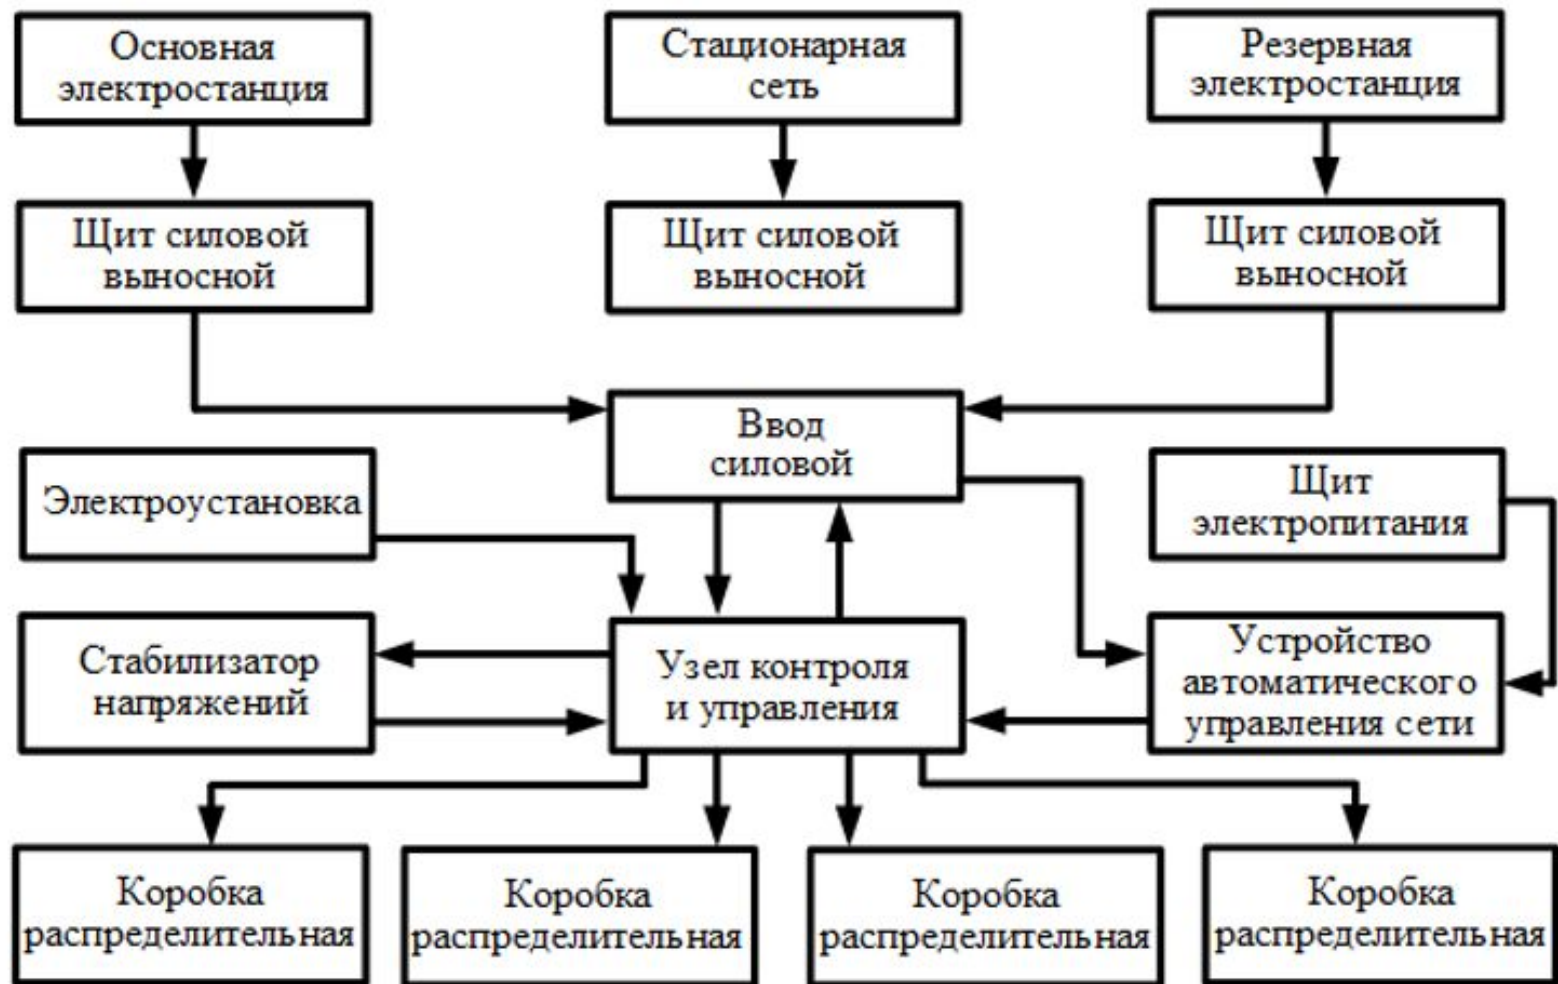 Основная
электростанция
Стационарная
сеть
Резервная
электростанция
Щит силовой
выносной
Щит силовой
выносной
Щит силовой
выносной
Ввод
силовой
Электроустановка
Щит
электропитания
Стабилизатор
напряжений
Узел контроля
и управления
Устройство
автоматического
управления сети
Коробка
распределительная
Коробка
распределительная
Коробка
распределительная
Коробка
распределительная